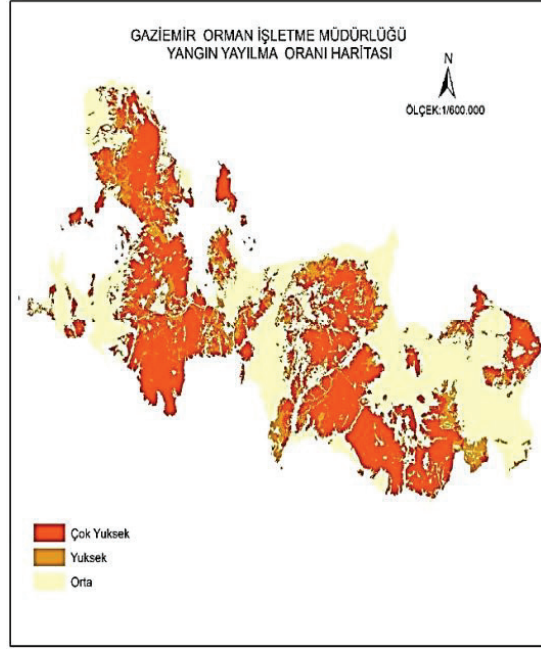 GAZİEMİR ORMAN İŞLETME MÜDÜRLÜĞÜ
YANGIN YAYILMA ORANI HARİTASI
N
ÖLÇEK:1/600.000
Çok Yuksek
Yuksek
Orta